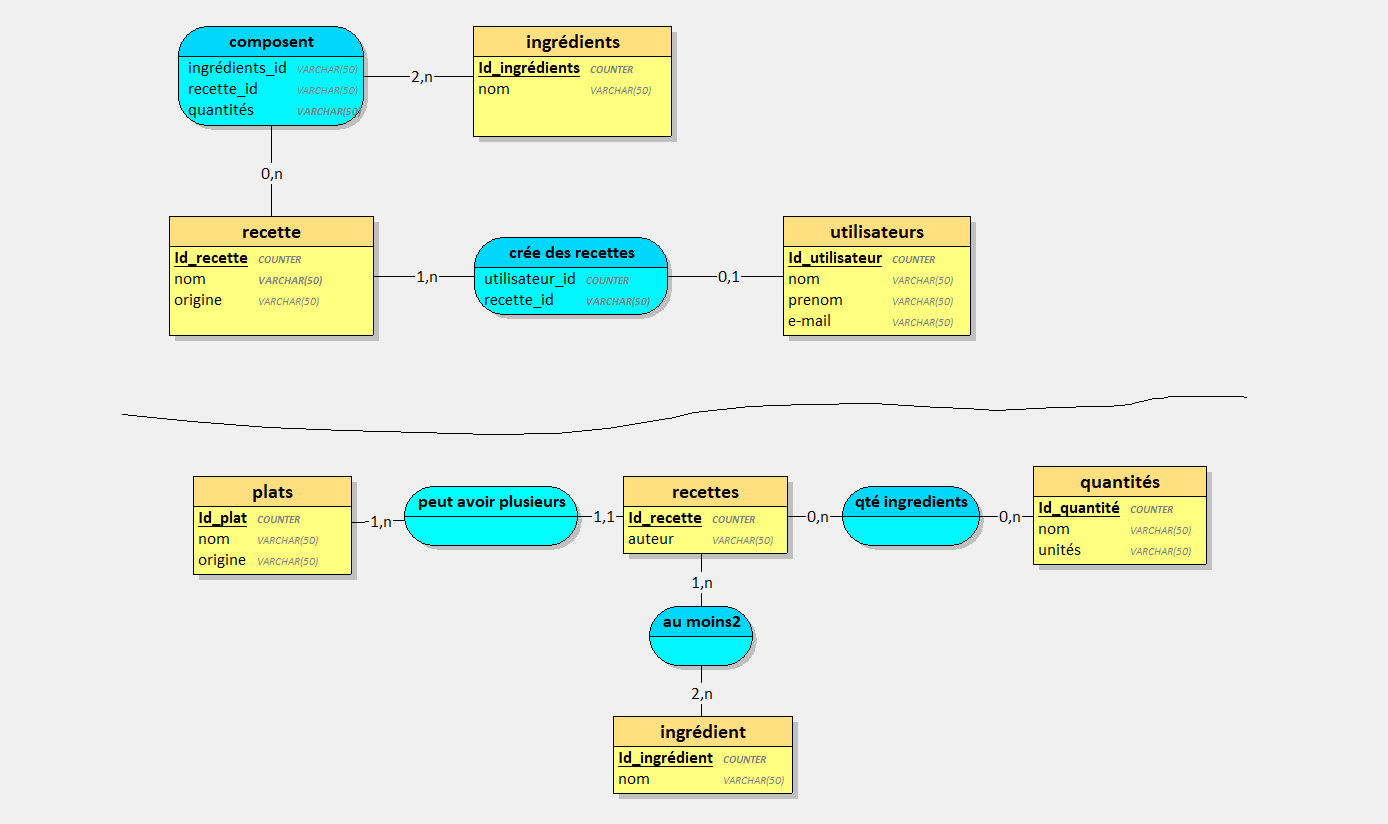 composent
ingrédients_id VARCHAR(50)
recette_id VARCHAR(50)
quantités VARCHAR(50)
2,n
ingrédients
Id_ingrédients COUNTER
nom VARCHAR(50)
0,n
recette
Id_recette COUNTER
nom VARCHAR(50)
origine VARCHAR(50)
1,n
crée des recettes
utilisateur_id COUNTER
recette_id VARCHAR(50)
0,1
utilisateurs
Id_utilisateur COUNTER
nom VARCHAR(50)
prenom VARCHAR(50)
e-mail VARCHAR(50)
plats
Id_plat COUNTER
nom VARCHAR(50)
origine VARCHAR(50)
1,n
peut avoir plusieurs
1,1
recettes
Id_recette COUNTER
auteur VARCHAR(50)
0,n
qté ingredients
0,n
quantités
Id_quantité COUNTER
nom VARCHAR(50)
unités VARCHAR(50)
1,n
au moins2
2,n
ingrédient
Id_ingrédient COUNTER
nom VARCHAR(50)